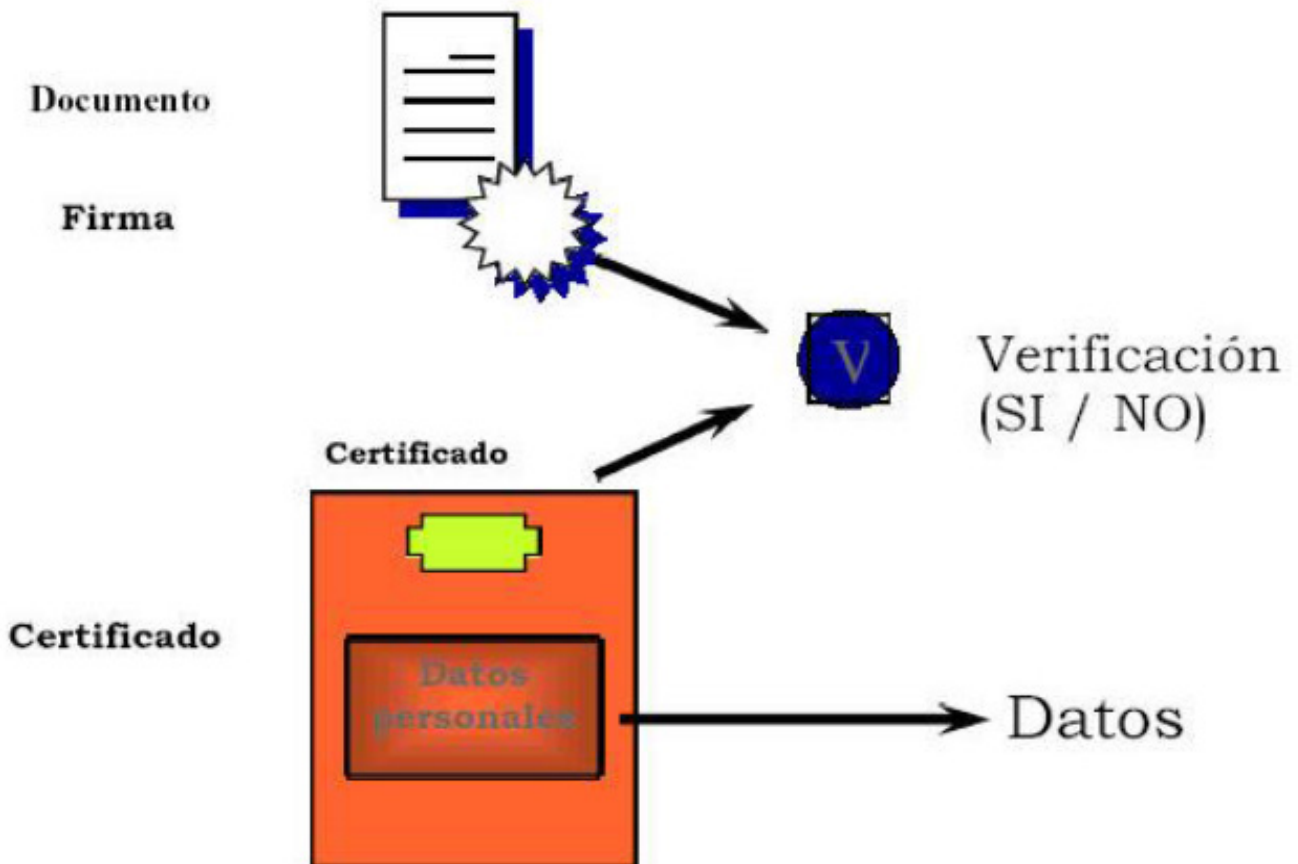 Documento
Firma
V
Verificación
(SI / NO)
Certificado
Certificado
Datos
personales
Datos